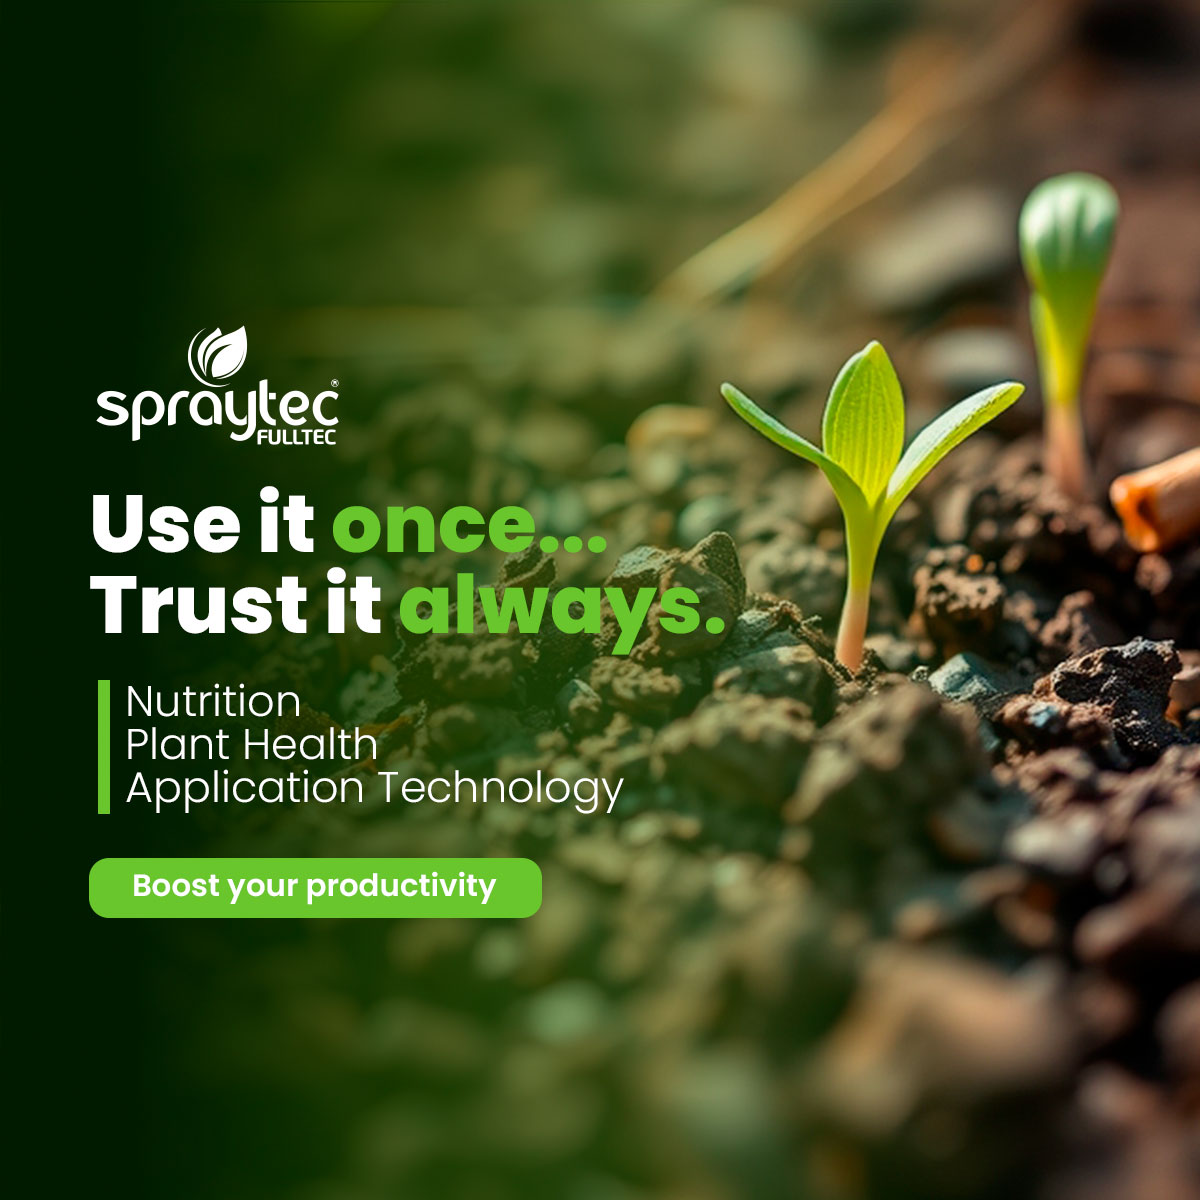 spraytec®
FULLTEC
Use it once...
Trust it always.
Nutrition
Plant Health
Application Technology
Boost your productivity